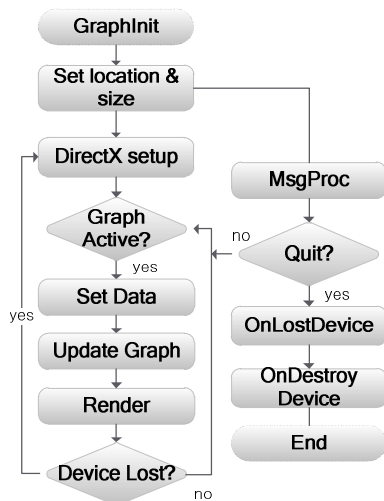 GraphInit
Set location &
size
DirectX setup
MsgProc
Graph
Active?
no
Quit?
yes
yes
Set Data
OnLostDevice
yes
Update Graph
OnDestroy
Device
Render
End
Device Lost?
no